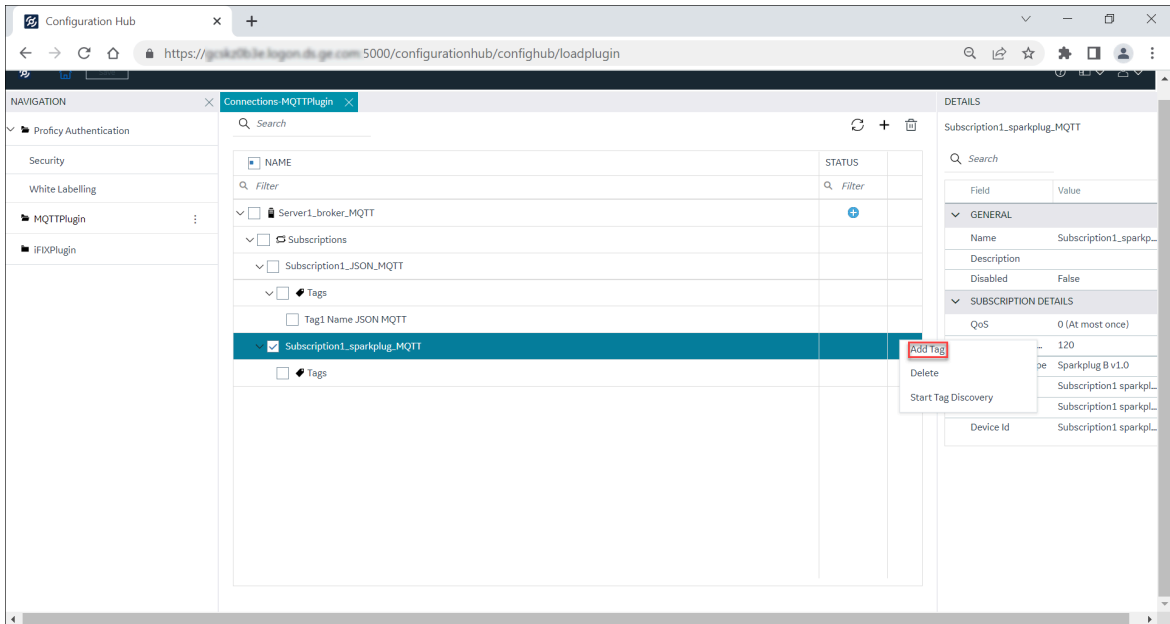 Configuration Hub
https:// 5000/configurationhub/confighub/loadplugin
NAVIGATION
Connections-MQTTPlugin
DETAILS
Proficy Authentication
Security
White Labelling
MQTTPlugin
iFIXPlugin
Search
NAME STATUS
Filter Filter
Server1_broker_MQTT
Subscriptions
Subscription1_JSON_MQTT
Tags
Tag1 Name JSON MQTT
Subscription1_sparkplug_MQTT
Tags
Add Tag
Delete
Start Tag Discovery
Subscription1_sparkplug_MQTT
Search
Field Value
GENERAL
Name Subscription1_sparkp...
Description
Disabled False
SUBSCRIPTION DETAILS
QoS 0 (At most once)
... 120
pe Sparkplug B v1.0
Subscription1 sparkpl...
Subscription1 sparkpl...
Device Id Subscription1 sparkpl...